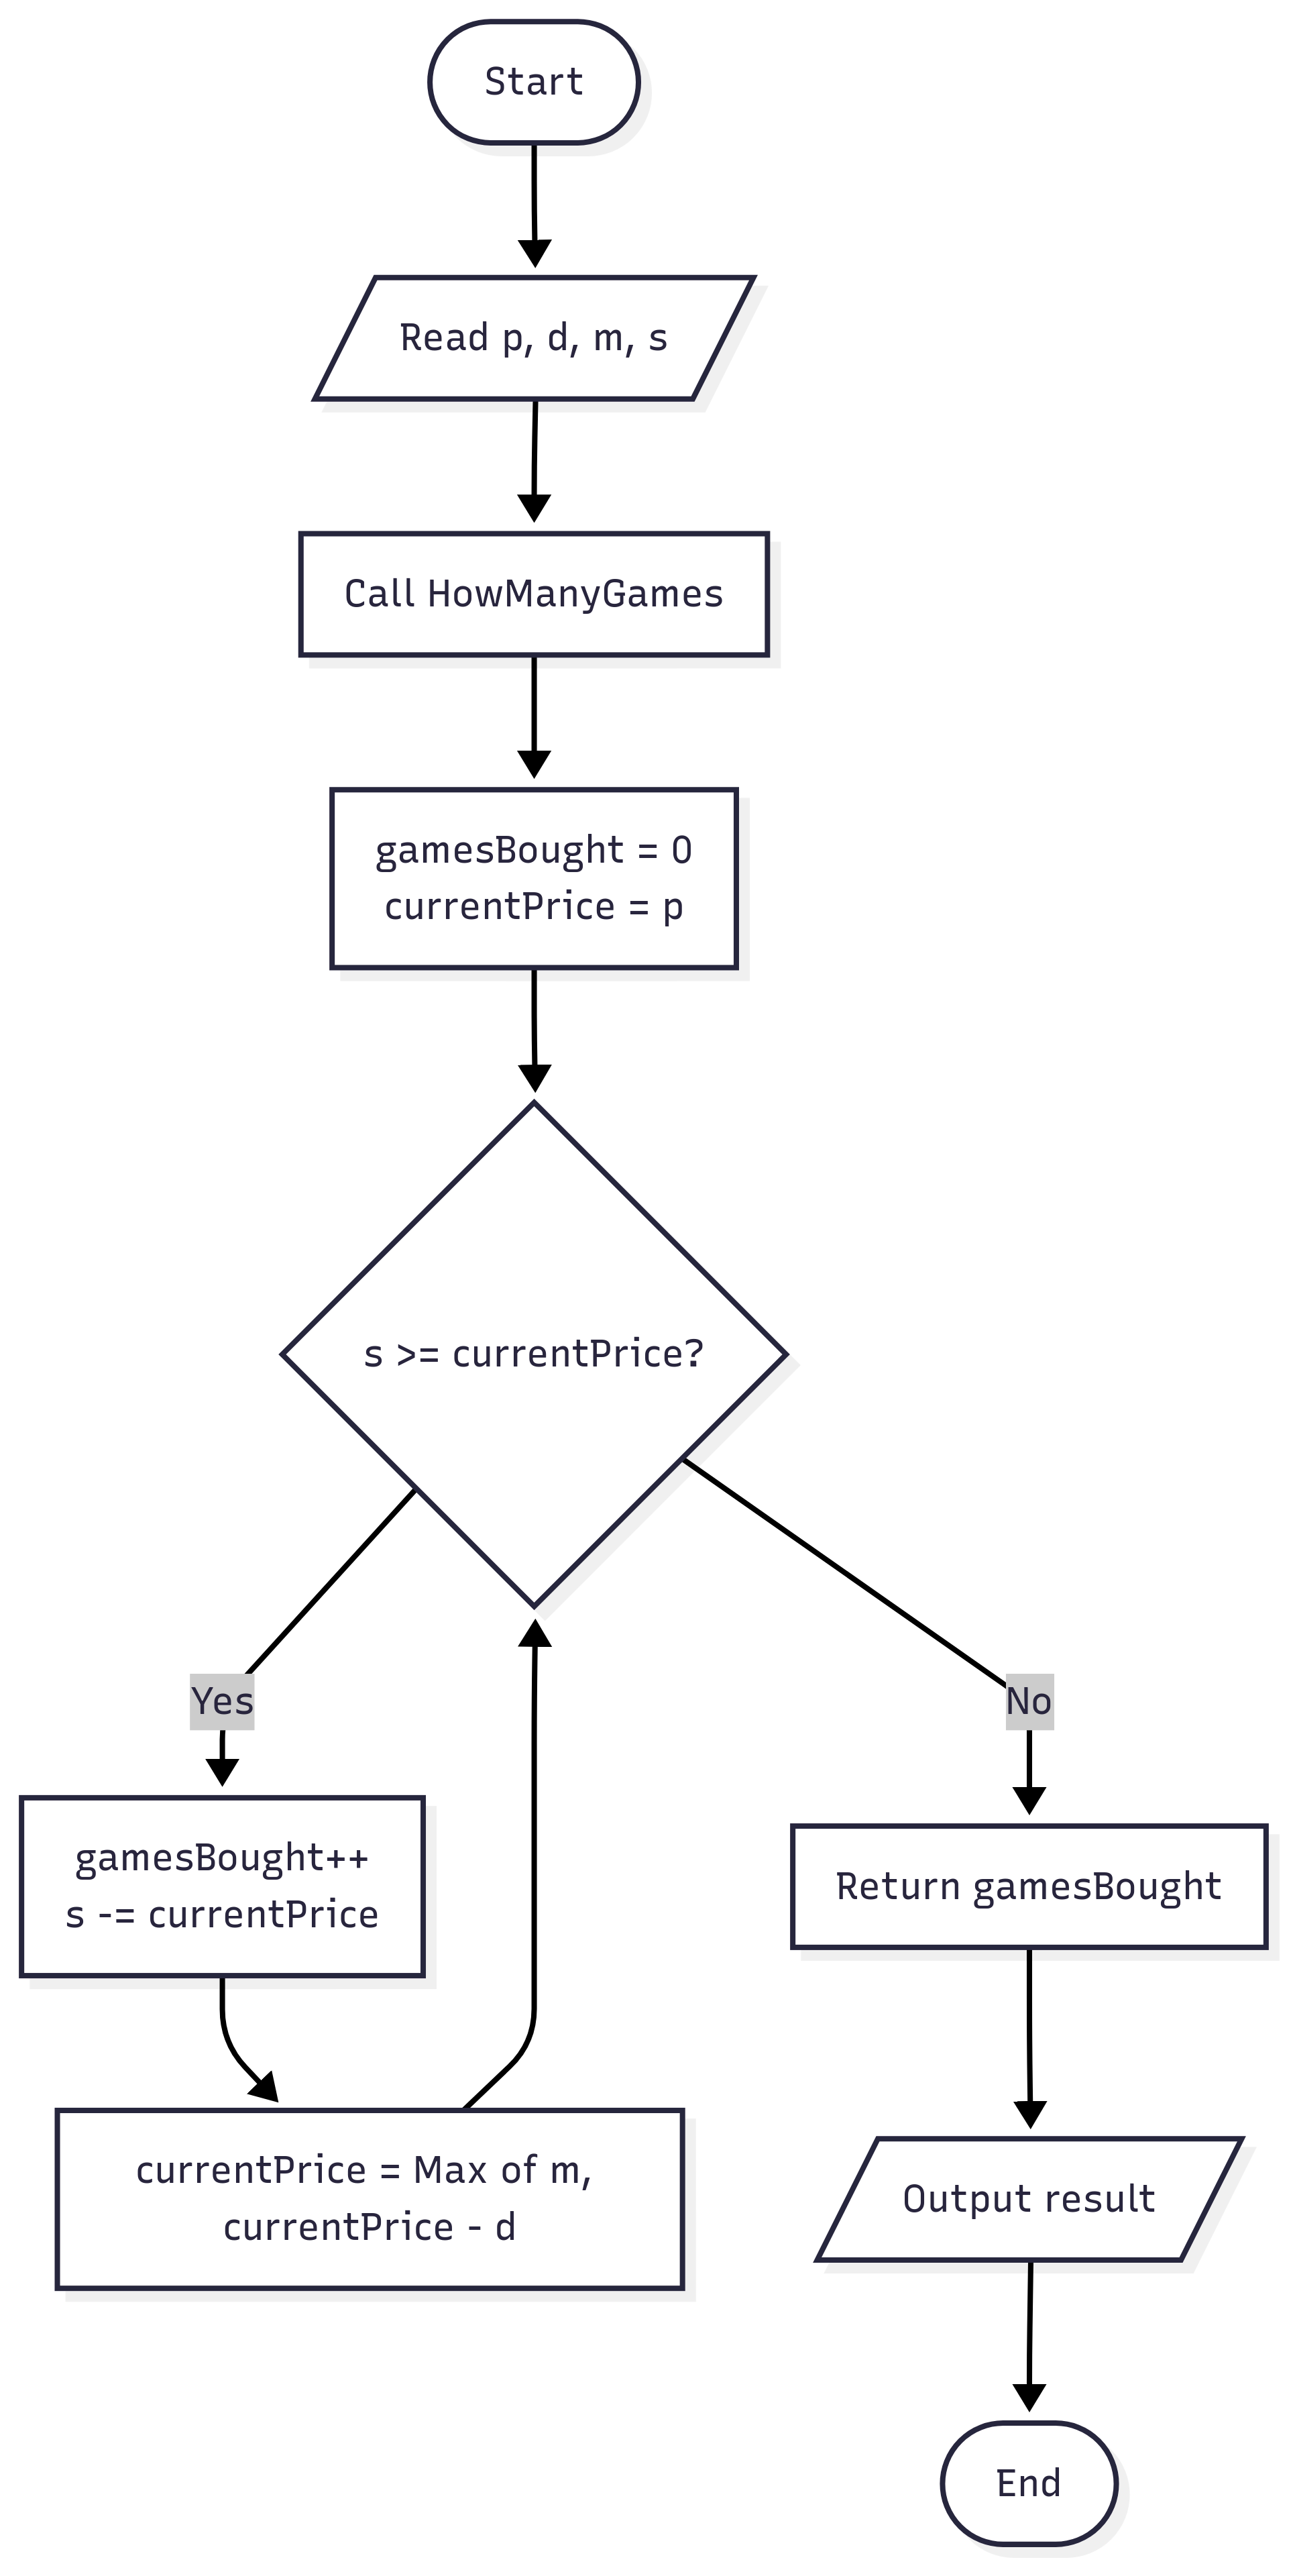 Start
Read p, d, m, s
Call HowManyGames
gamesBought = 0
currentPrice = p
s >= currentPrice?
Yes
No
gamesBought++
s -= currentPrice
Return gamesBought
currentPrice = Max of m,
currentPrice - d
Output result
End